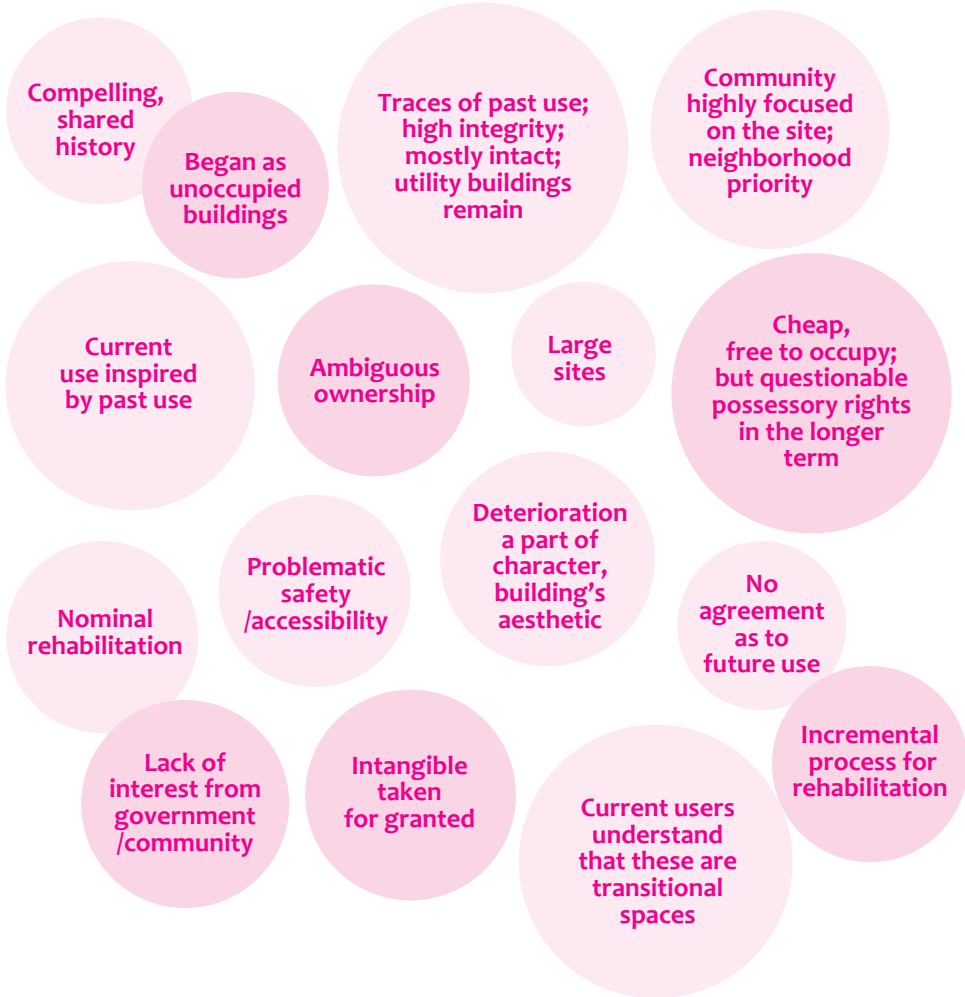 Compelling,
shared
history
Began as
unoccupied
buildings
Traces of past use;
high integrity;
mostly intact;
utility buildings
remain
Community
highly focused
on the site;
neighborhood
priority
Current
use inspired
by past use
Ambiguous
ownership
Large
sites
Cheap,
free to occupy;
but questionable
possessory rights
in the longer
term
Nominal
rehabilitation
Problematic
safety
/accessibility
Deterioration
a part of
character,
building’s
aesthetic
No
agreement
as to
future use
Lack of
interest from
government
/community
Intangible
taken
for granted
Current users
understand
that these are
transitional
spaces
Incremental
process for
rehabilitation